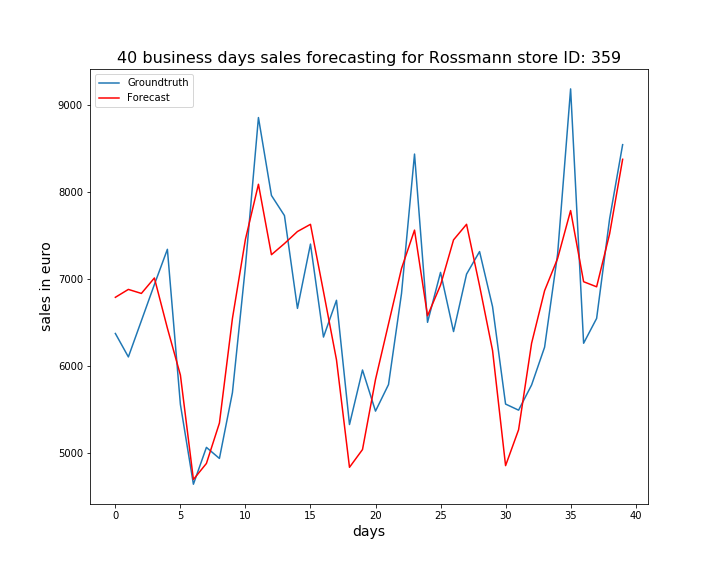 40 business days sales forecasting for Rossmann store ID: 359
Groundtruth
Forecast
9000
8000
7000
6000
5000
sales in euro
0 5 10 15 20 25 30 35 40
days